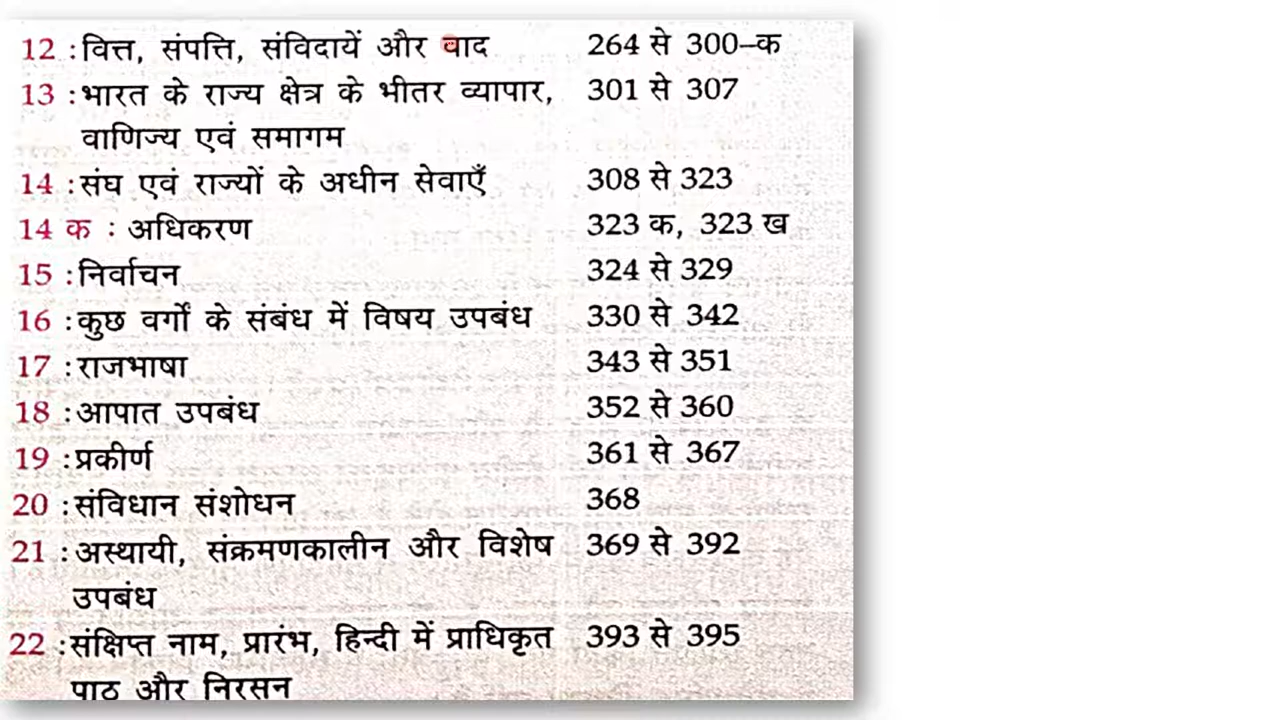 12 : वित्त, संपत्ति, संविदायें और वाद 264 से 300–क
13 : भारत के राज्य क्षेत्र के भीतर व्यापार, 301 से 307
वाणिज्य एवं समागम
14 : संघ एवं राज्यों के अधीन सेवाएँ 308 से 323
14 क : अधिकरण 323 क, 323 ख
15 : निर्वाचन 324 से 329
16 : कुछ वर्गों के संबंध में विषय उपबंध 330 से 342
17 : राजभाषा 343 से 351
18 : आपात उपबंध 352 से 360
19 : प्रकीर्ण 361 से 367
20 : संविधान संशोधन 368
21 : अस्थायी, संक्रमणकालीन और विशेष 369 से 392
उपबंध
22 : संक्षिप्त नाम, प्रारंभ, हिन्दी में प्राधिकृत 393 से 395
पाठ और निरसन